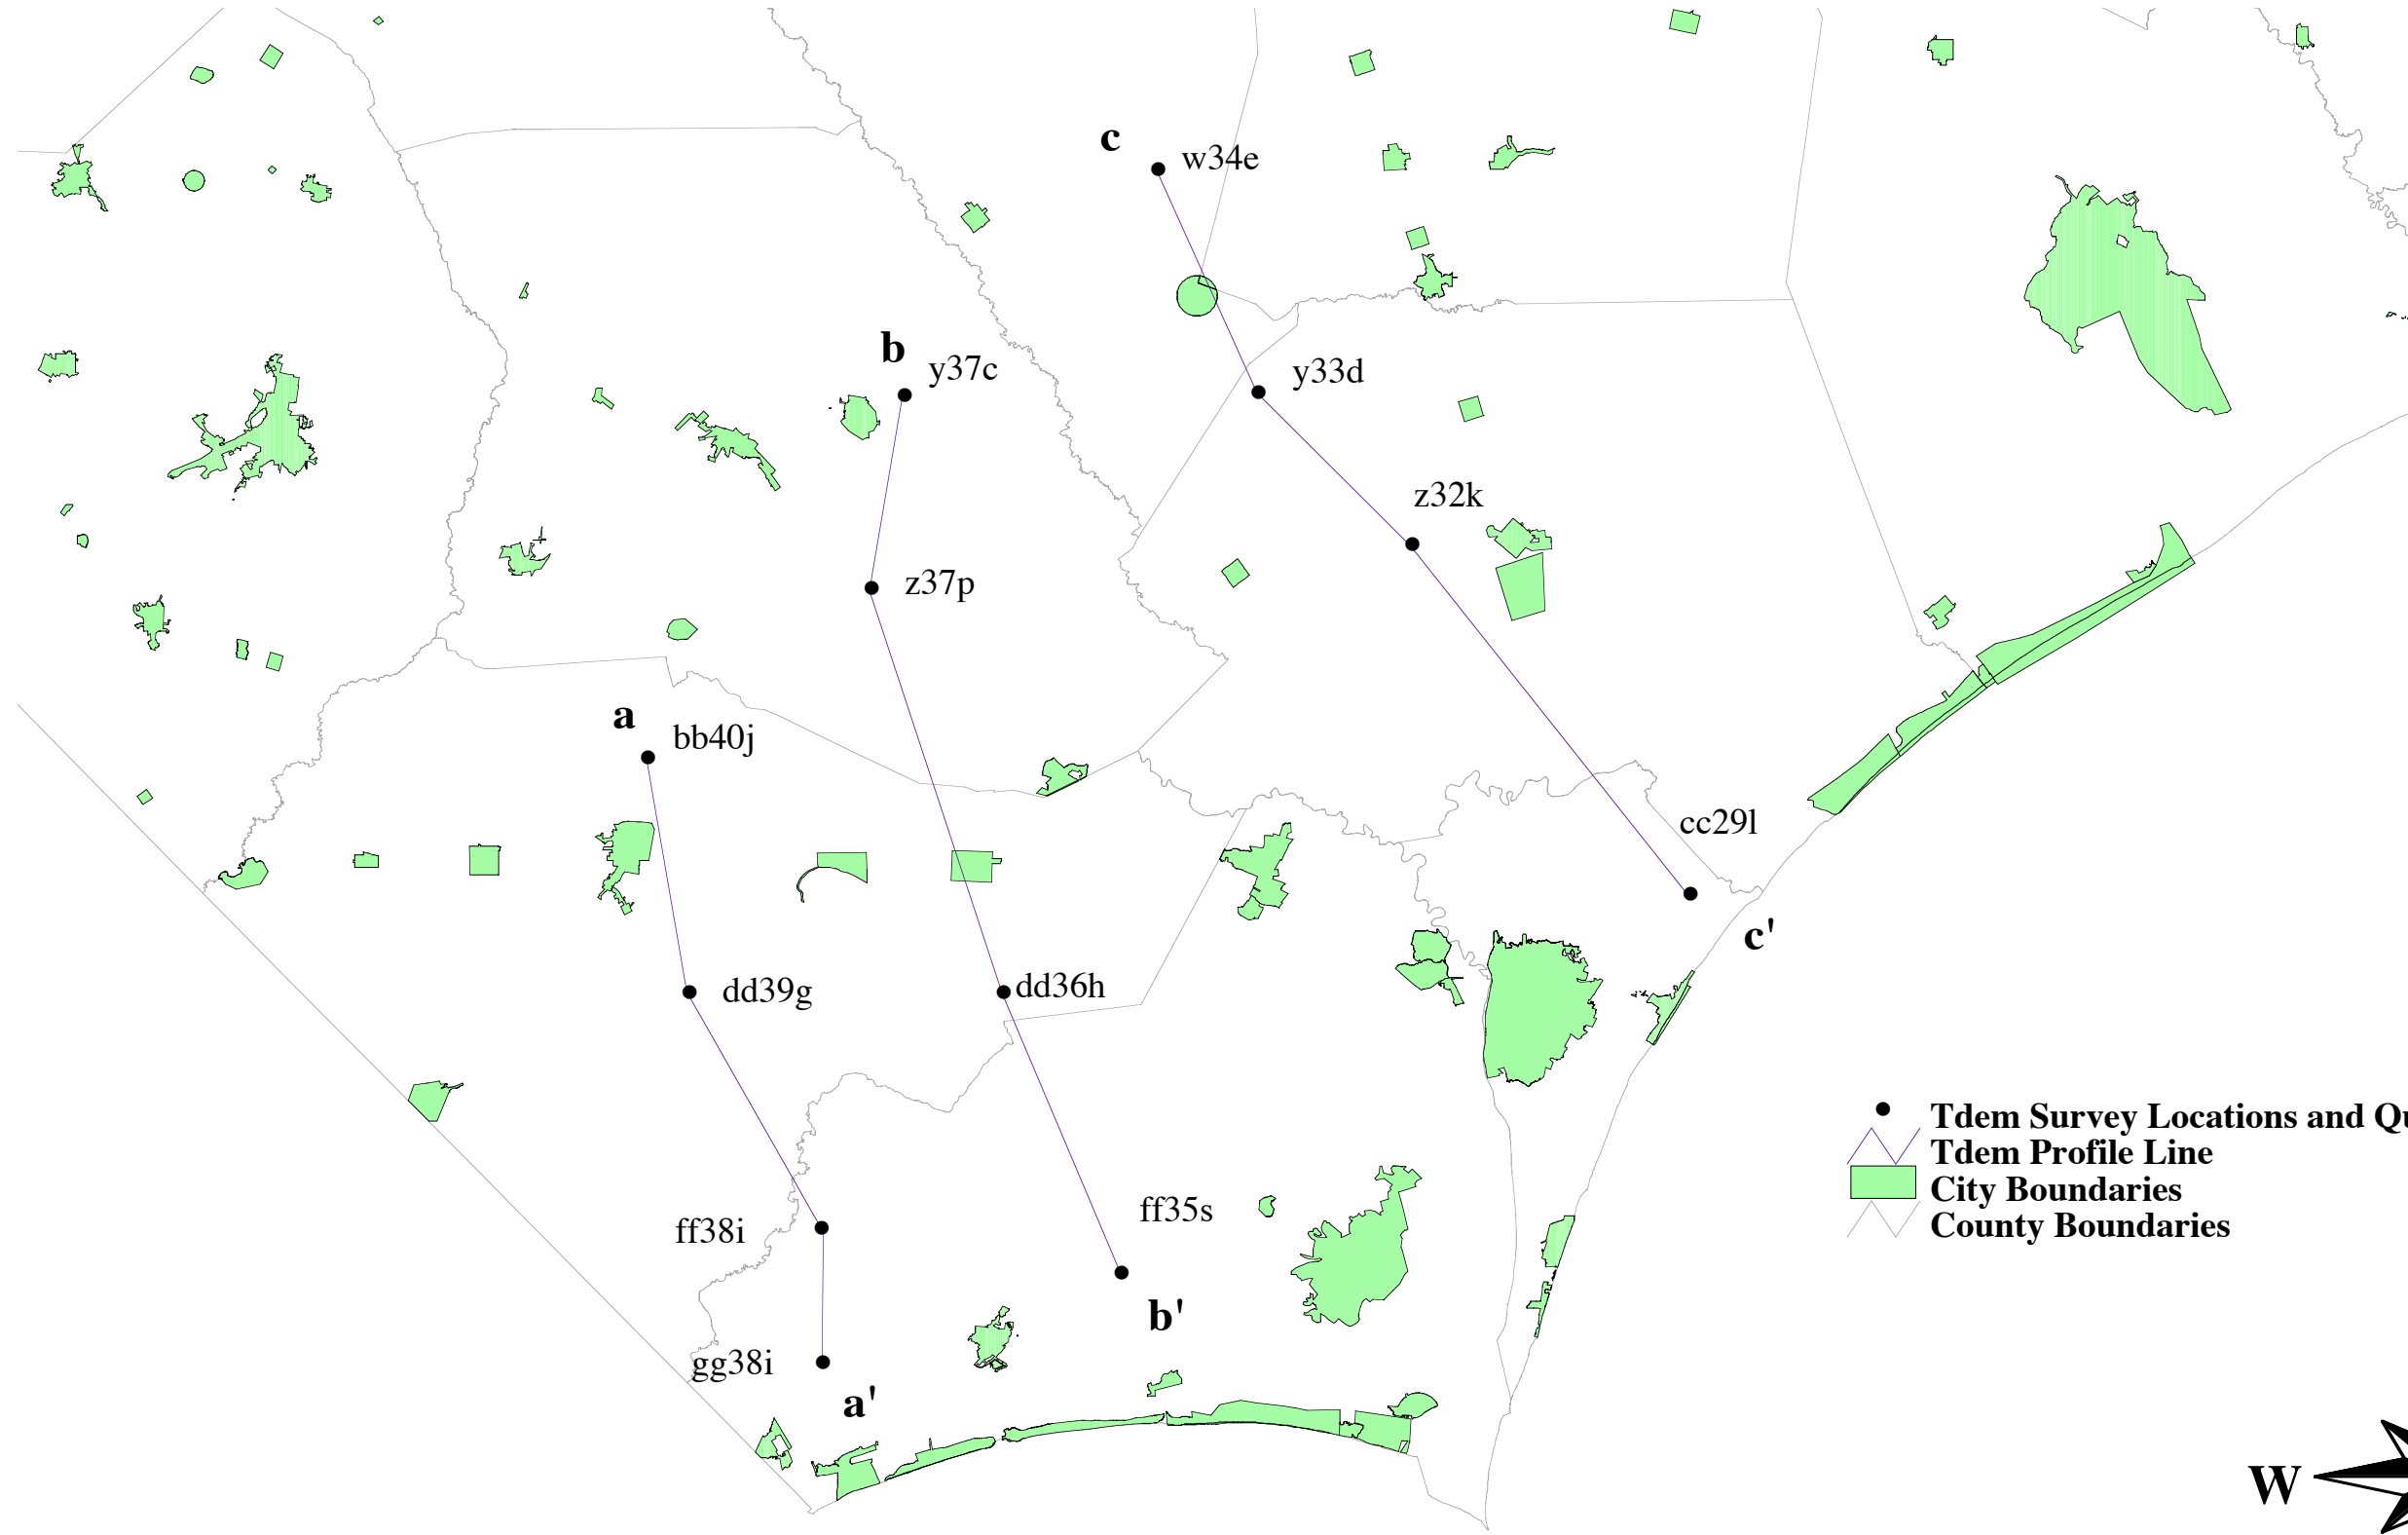 c
w34e
b
y37c
y33d
z32k
z37p
a
bb40j
cc29l
c'
dd39g
dd36h
Tdem Survey Locations and
Tdem Profile Line
City Boundaries
County Boundaries
ff35s
ff38i
b'
gg38i
a'
W